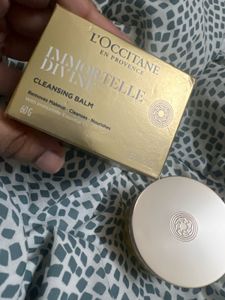 L'OCCITANE
EN PROVENCE
IMMORTELLE
DIVINE
CLEANSING BALM
Removes Makeup · Cleanses · Nourishes
60G